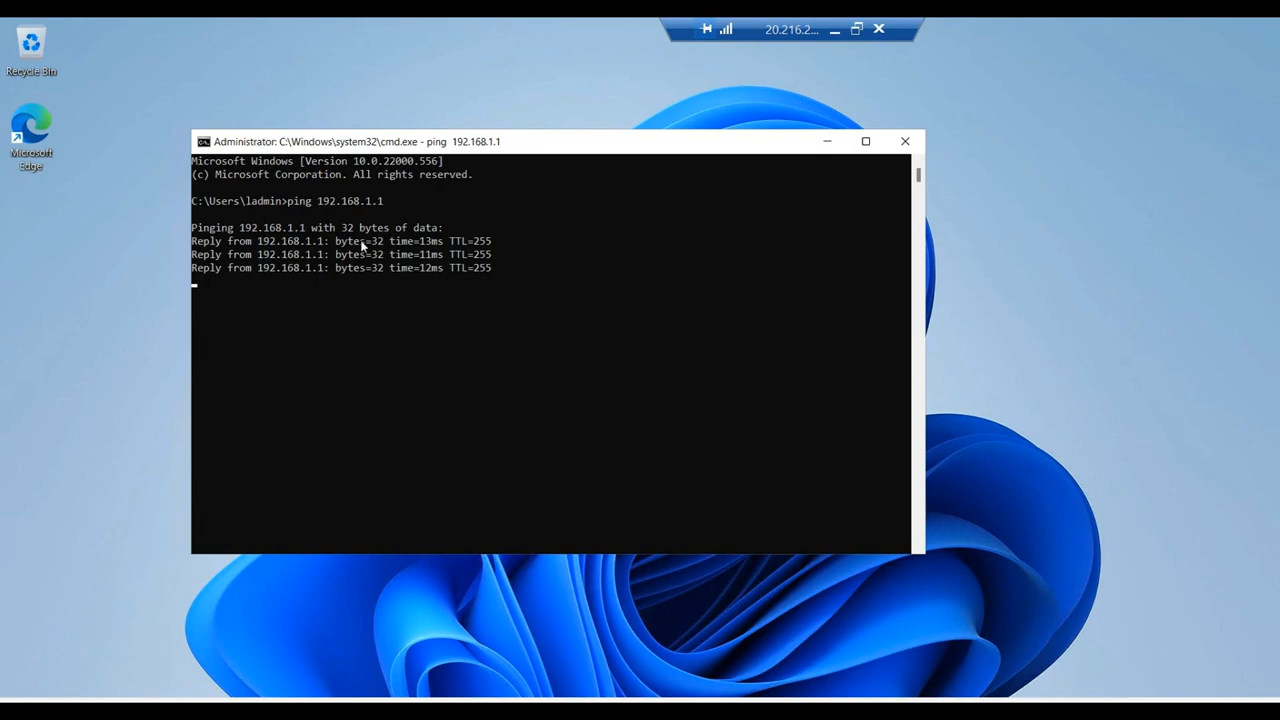 20.216.2...
Recycle Bin
Microsoft
Edge
Administrator: C:\Windows\system32\cmd.exe - ping  192.168.1.1
Microsoft Windows [Version 10.0.22000.556]
(c) Microsoft Corporation. All rights reserved.
C:\Users\ladmin>ping 192.168.1.1
Pinging 192.168.1.1 with 32 bytes of data:
Reply from 192.168.1.1: bytes=32 time=13ms TTL=255
Reply from 192.168.1.1: bytes=32 time=11ms TTL=255
Reply from 192.168.1.1: bytes=32 time=12ms TTL=255